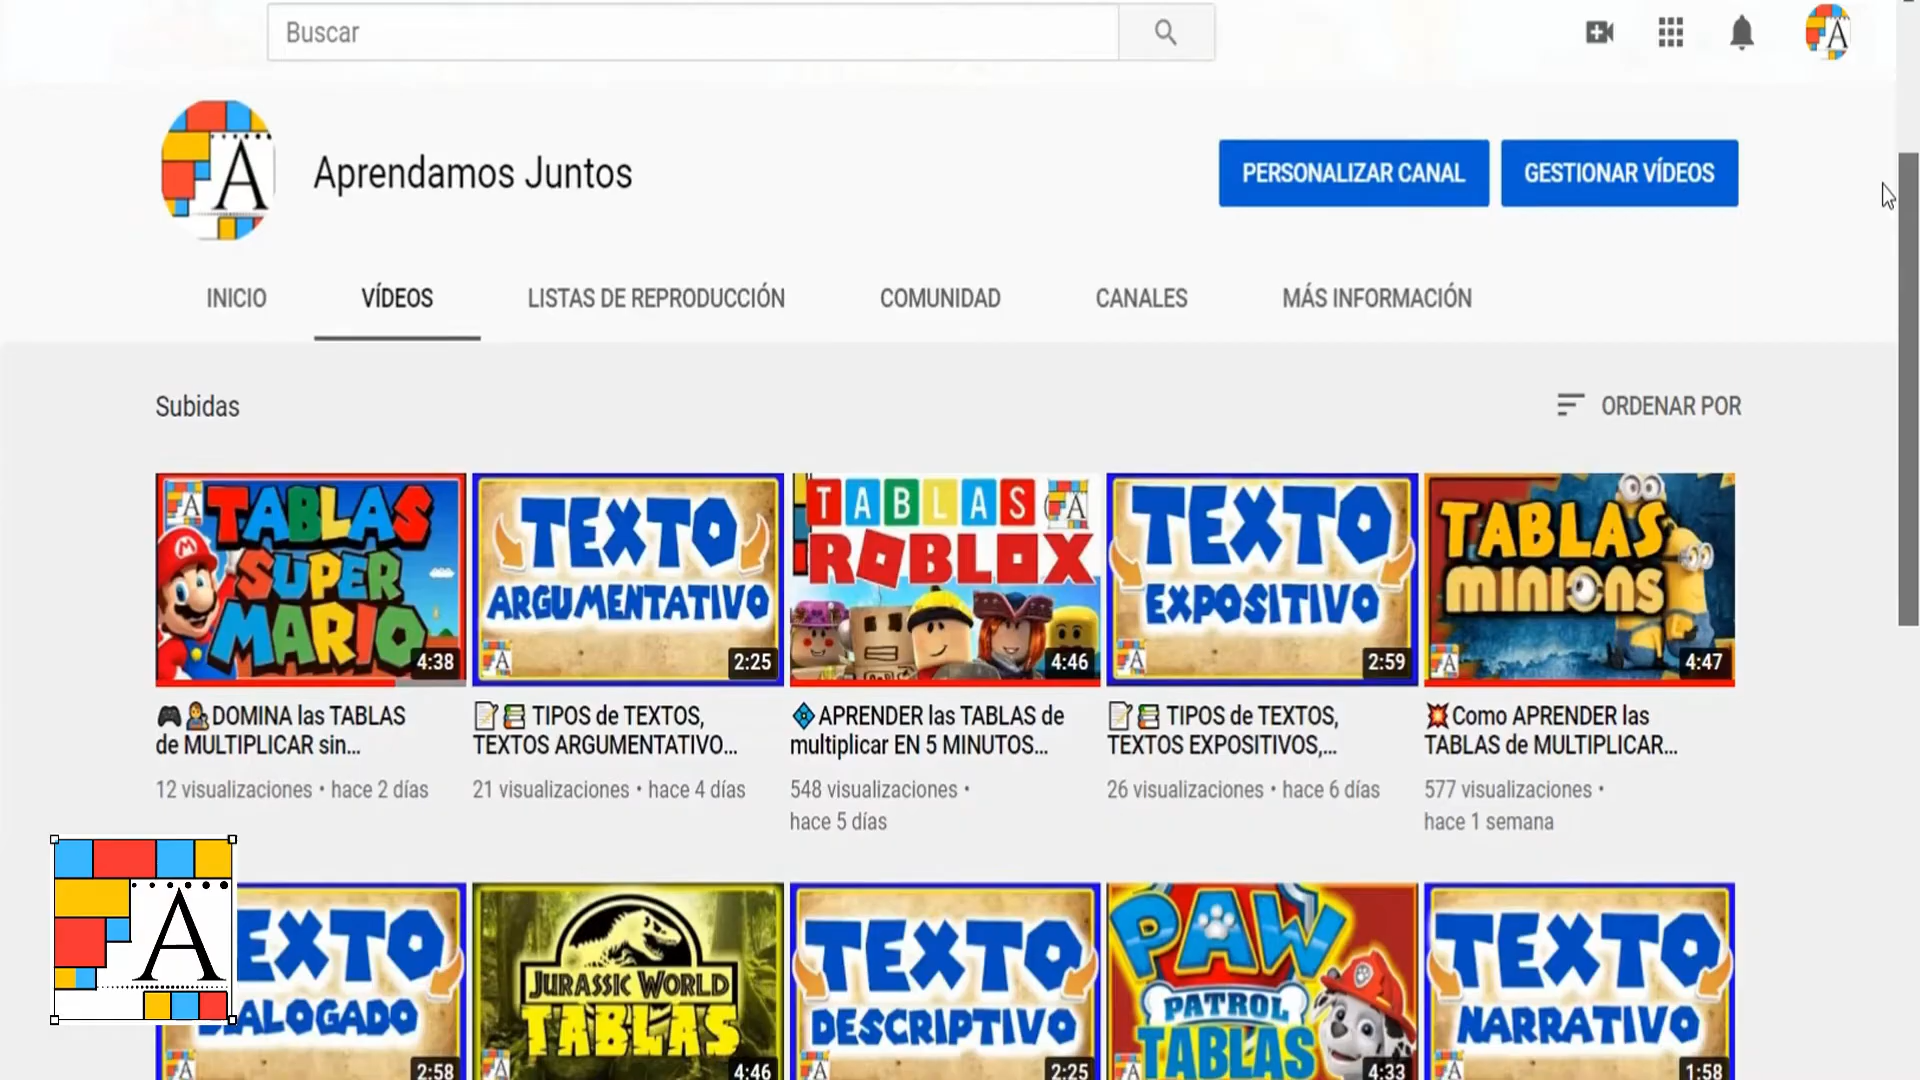 Buscar
A
A
Aprendamos Juntos
PERSONALIZAR CANAL
GESTIONAR VÍDEOS
INICIO
VÍDEOS
LISTAS DE REPRODUCCIÓN
COMUNIDAD
CANALES
MÁS INFORMACIÓN
Subidas
ORDENAR POR
A
TABLAS
SUPER
MARIO
4:38
TEXTO
ARGUMENTATIVO
A
2:25
TABLAS
A
ROBLOX
4:46
TEXTO
EXPOSITIVO
A
2:59
TABLAS
MINIONS
A
4:47
DOMINA las TABLAS
de MULTIPLICAR sin...
12 visualizaciones • hace 2 días
TIPOS de TEXTOS,
TEXTOS ARGUMENTATIVO...
21 visualizaciones • hace 4 días
APRENDER las TABLAS de
multiplicar EN 5 MINUTOS...
548 visualizaciones •
hace 5 días
TIPOS de TEXTOS,
TEXTOS EXPOSITIVOS,...
26 visualizaciones • hace 6 días
Como APRENDER las
TABLAS de MULTIPLICAR...
577 visualizaciones •
hace 1 semana
A
EXTO
IALOGADO
A
2:58
JURASSIC WORLD
TABLAS
A
4:46
TEXTO
DESCRIPTIVO
A
2:25
PAW
PATROL
TABLAS
A
4:33
TEXTO
NARRATIVO
A
1:58